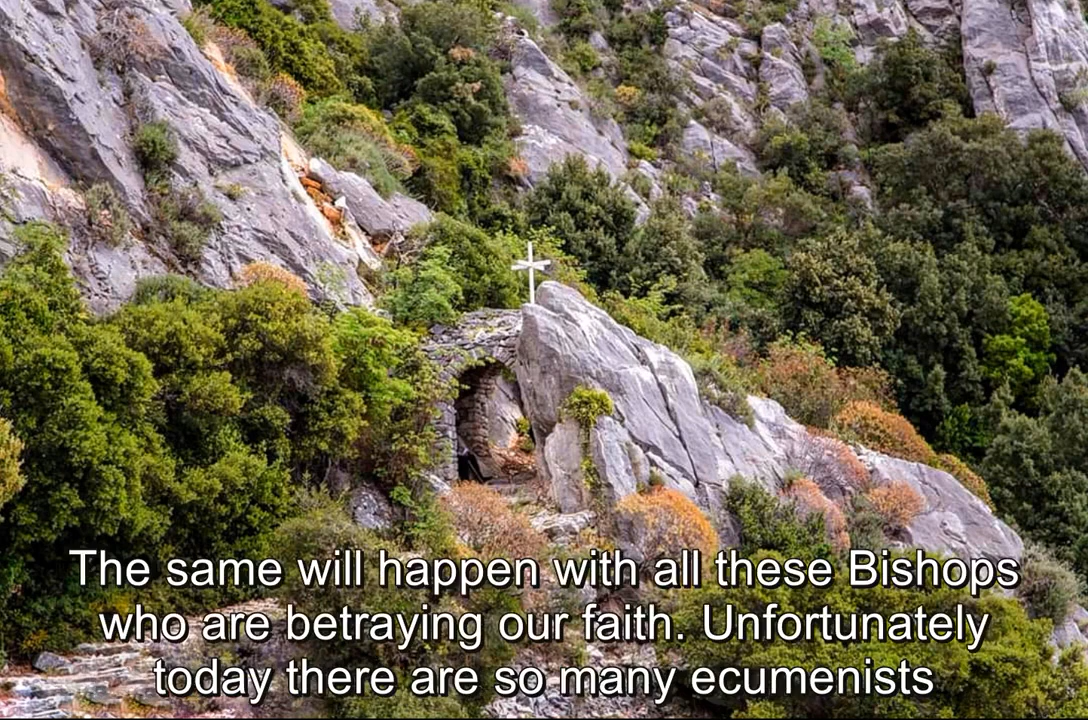 The same will happen with all these Bishops
who are betraying our faith. Unfortunately
today there are so many ecumenists